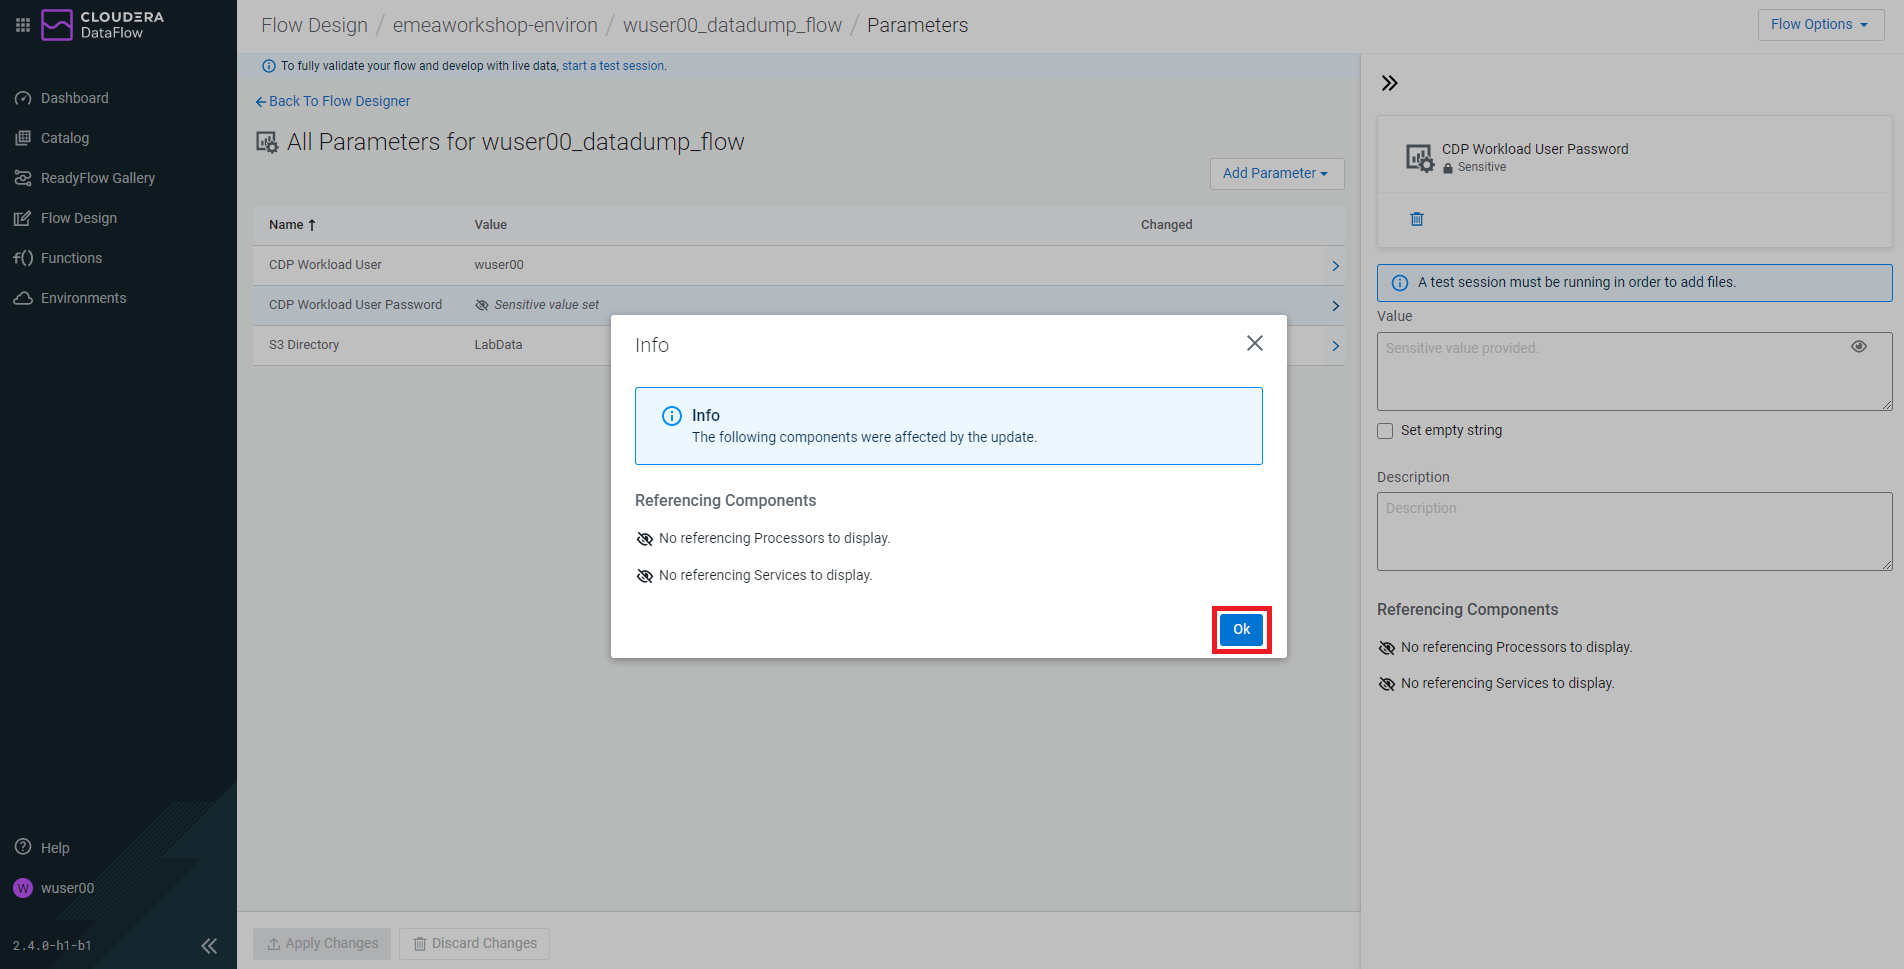 CLOUDERA
DataFlow
Dashboard
Catalog
ReadyFlow Gallery
Flow Design
f() Functions
Environments
Help
W wuser00
2.4.0-h1-b1
Flow Design / emeaworkshop-environ / wuser00_datadump_flow / Parameters
Flow Options
To fully validate your flow and develop with live data, start a test session.
Back To Flow Designer
All Parameters for wuser00_datadump_flow
Add Parameter
Name Value Changed
CDP Workload User wuser00
CDP Workload User Password Sensitive value set
S3 Directory LabData
Info
Info
The following components were affected by the update.
Referencing Components
No referencing Processors to display.
No referencing Services to display.
Ok
Apply Changes Discard Changes
CDP Workload User Password
Sensitive
A test session must be running in order to add files.
Value
Sensitive value provided.
Set empty string
Description
Description
Referencing Components
No referencing Processors to display.
No referencing Services to display.